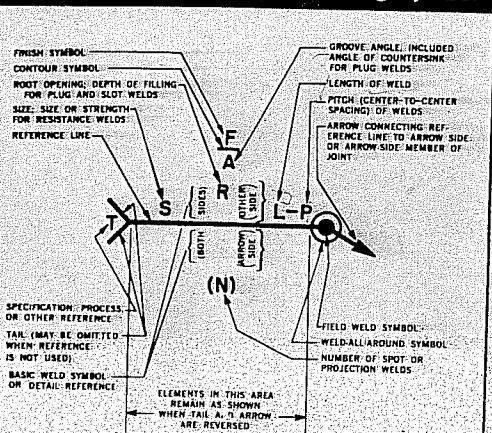 FINISH SYMBOL
CONTOUR SYMBOL
ROOT OPENING; DEPTH OF FILLING
FOR PLUG AND SLOT WELDS
SIZE; SIZE OR STRENGTH
FOR RESISTANCE WELDS
REFERENCE LINE
GROOVE ANGLE; INCLUDED
ANGLE OF COUNTERSINK
FOR PLUG WELDS
LENGTH OF WELD
PITCH (CENTER-TO-CENTER
SPACING) OF WELDS
ARROW CONNECTING REF-
ERENCE LINE TO ARROW SIDE
OR ARROW-SIDE MEMBER OF
JOINT
F
A
R
S
T
(BOTH SIDES)
(OTHER SIDE)
(ARROW SIDE)
L-P
(N)
SPECIFICATION, PROCESS,
OR OTHER REFERENCE
TAIL (MAY BE OMITTED
WHEN REFERENCE
IS NOT USED)
BASIC WELD SYMBOL
OR DETAIL REFERENCE
FIELD WELD SYMBOL
WELD-ALL-AROUND SYMBOL
NUMBER OF SPOT OR
PROJECTION WELDS
ELEMENTS IN THIS AREA
REMAIN AS SHOWN
WHEN TAIL AND ARROW
ARE REVERSED